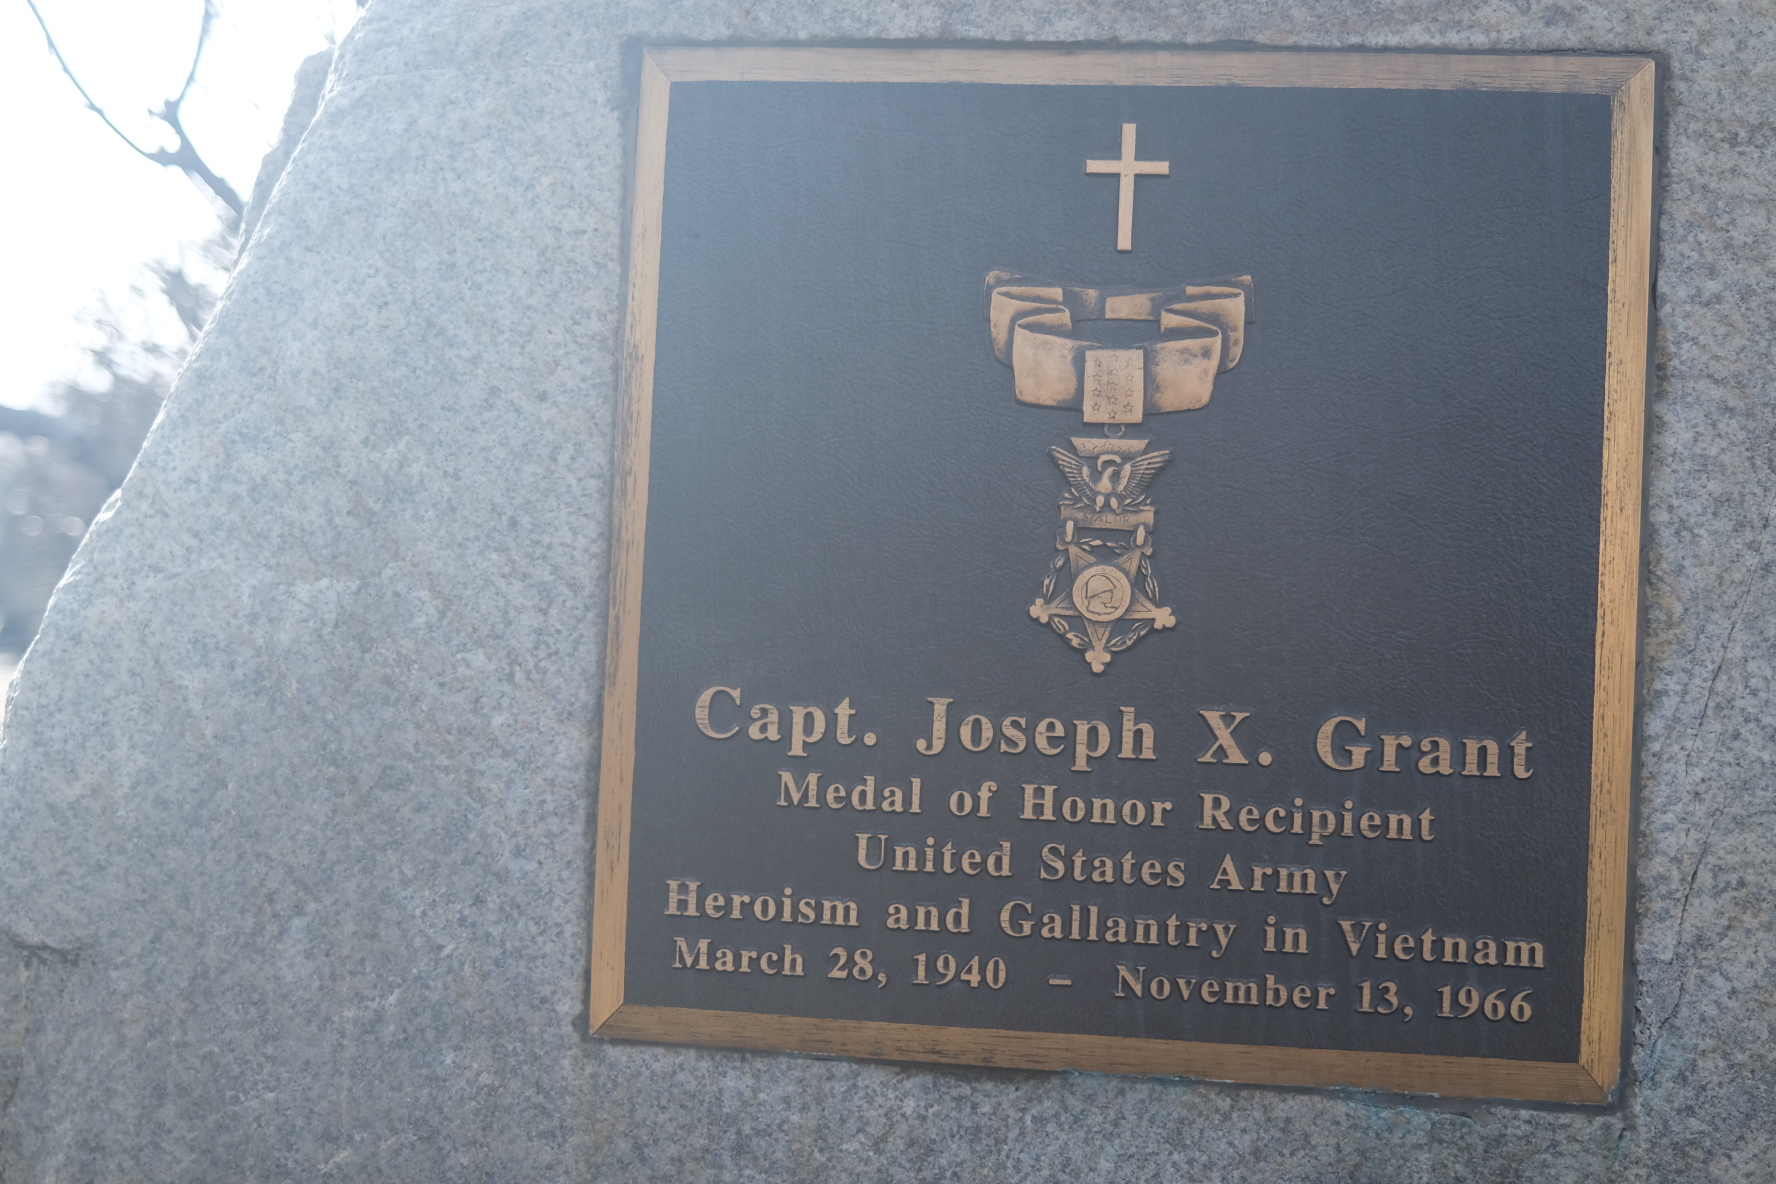 VALOR
Capt. Joseph X. Grant
Medal of Honor Recipient
United States Army
Heroism and Gallantry in Vietnam
March 28, 1940 – November 13, 1966